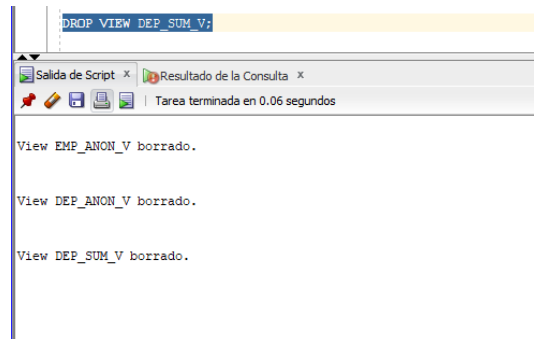 DROP VIEW DEP_SUM_V;
Salida de Script x Resultado de la Consulta x
Tarea terminada en 0.06 segundos
View EMP_ANON_V borrado.
View DEP_ANON_V borrado.
View DEP_SUM_V borrado.